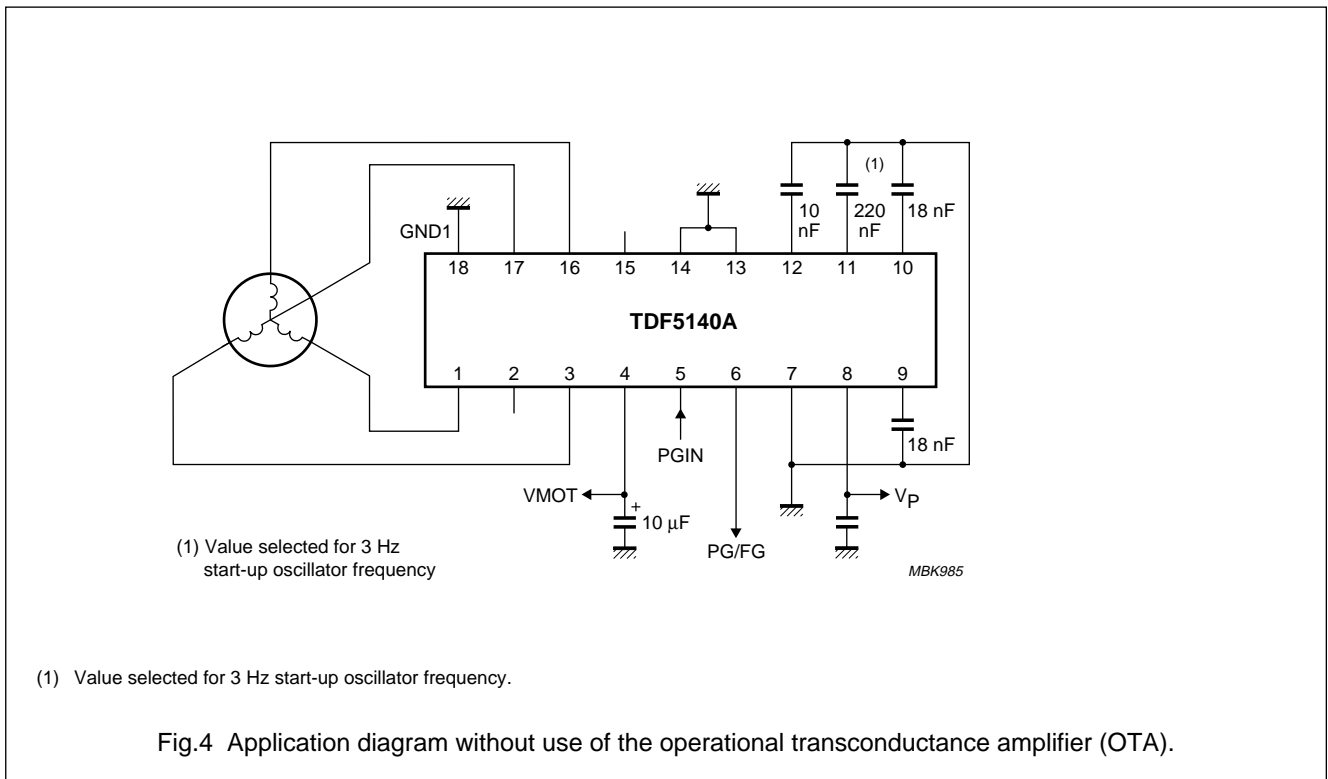 (1)
10
nF
220
nF
18 nF
GND1
18 17 16 15 14 13 12 11 10
TDF5140A
1 2 3 4 5 6 7 8 9
18 nF
PGIN
VMOT
+
10 μF
PG/FG
VP
(1) Value selected for 3 Hz
start-up oscillator frequency
MBK985
(1) Value selected for 3 Hz start-up oscillator frequency.
Fig.4 Application diagram without use of the operational transconductance amplifier (OTA).